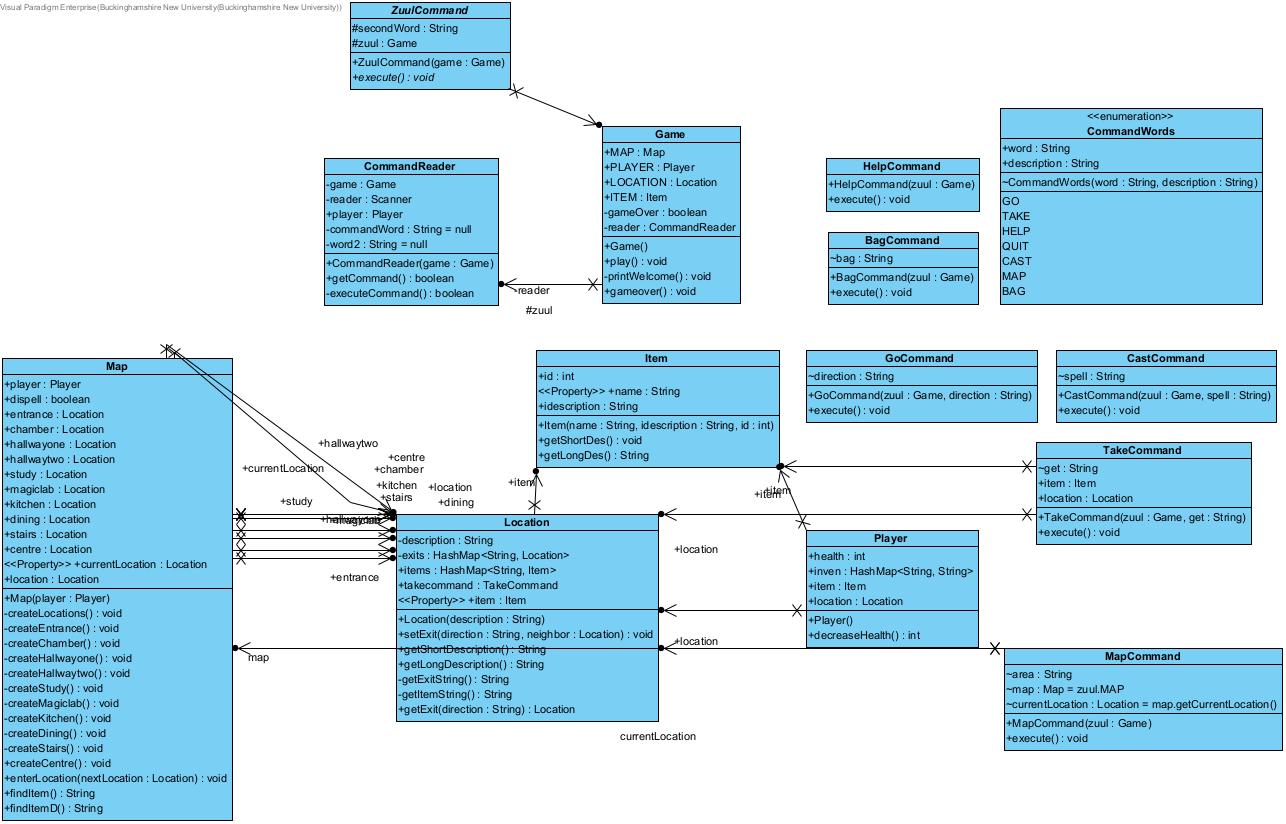 Visual Paradigm Enterprise(Buckinghamshire New University(Buckinghamshire New University))
ZuulCommand
#secondWord : String
#zuul : Game
+ZuulCommand(game : Game)
+execute() : void
Game
+MAP : Map
+PLAYER : Player
+LOCATION : Location
+ITEM : Item
-gameOver : boolean
-reader : CommandReader
+Game()
+play() : void
-printWelcome() : void
+gameover() : void
CommandReader
-game : Game
-reader : Scanner
+player : Player
-commandWord : String = null
-word2 : String = null
+CommandReader(game : Game)
+getCommand() : boolean
-executeCommand() : boolean
-reader
#zuul
HelpCommand
+HelpCommand(zuul : Game)
+execute() : void
BagCommand
~bag : String
+BagCommand(zuul : Game)
+execute() : void
<<enumeration>>
CommandWords
+word : String
+description : String
~CommandWords(word : String, description : String)
GO
TAKE
HELP
QUIT
CAST
MAP
BAG
Map
+player : Player
+dispell : boolean
+entrance : Location
+chamber : Location
+hallwayone : Location
+hallwaytwo : Location
+study : Location
+magiclab : Location
+kitchen : Location
+dining : Location
+stairs : Location
+centre : Location
<<Property>> +currentLocation : Location
+location : Location
+Map(player : Player)
-createLocations() : void
-createEntrance() : void
-createChamber() : void
-createHallwayone() : void
-createHallwaytwo() : void
-createStudy() : void
-createMagiclab() : void
-createKitchen() : void
-createDining() : void
-createStairs() : void
+createCentre() : void
+enterLocation(nextLocation : Location) : void
+findItem() : String
+findItemD() : String
+hallwaytwo
+centre
+currentLocation
+chamber
+kitchen
+location
+stairs
+study
+dining
+entrance
map
Item
+id : int
<<Property>> +name : String
+idescription : String
+Item(name : String, idescription : String, id : int)
+getShortDes() : void
+getLongDes() : String
+item
+item
GoCommand
~direction : String
+GoCommand(zuul : Game, direction : String)
+execute() : void
CastCommand
~spell : String
+CastCommand(zuul : Game, spell : String)
+execute() : void
TakeCommand
~get : String
+item : Item
+location : Location
+TakeCommand(zuul : Game, get : String)
+execute() : void
Location
-description : String
-exits : HashMap<String, Location>
+items : HashMap<String, Item>
+takecommand : TakeCommand
<<Property>> +item : Item
+Location(description : String)
+setExit(direction : String, neighbor : Location) : void
+getShortDescription() : String
+getLongDescription() : String
-getExitString() : String
-getItemString() : String
+getExit(direction : String) : Location
+location
+location
currentLocation
Player
+health : int
+inven : HashMap<String, String>
+item : Item
+location : Location
+Player()
+decreaseHealth() : int
MapCommand
~area : String
~map : Map = zuul.MAP
~currentLocation : Location = map.getCurrentLocation()
+MapCommand(zuul : Game)
+execute() : void